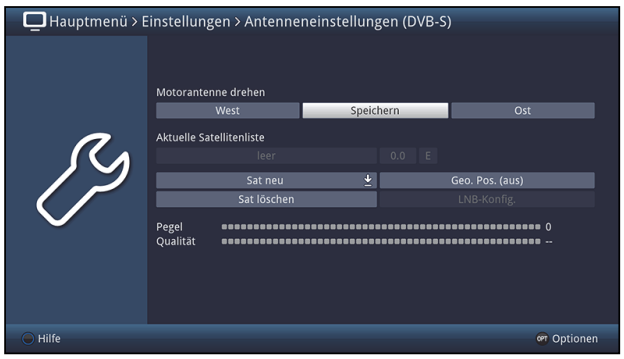 Hauptmenü > Einstellungen > Antenneneinstellungen (DVB-S)
Motorantenne drehen
West Speichern Ost
Aktuelle Satellitenliste
leer 0.0 E
Sat neu Geo. Pos. (aus)
Sat löschen LNB-Konfig.
Pegel 0
Qualität --
Hilfe OPT Optionen